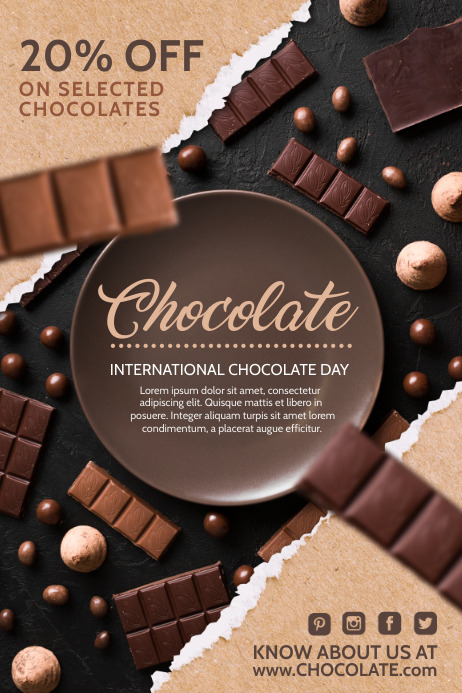 20% OFF
ON SELECTED
CHOCOLATES
Chocolate
INTERNATIONAL CHOCOLATE DAY
Lorem ipsum dolor sit amet, consectetur
adipiscing elit. Quisque mattis et libero in
posuere. Integer aliquam turpis sit amet lorem
condimentum, a placerat augue efficitur.
KNOW ABOUT US AT
www.CHOCOLATE.com